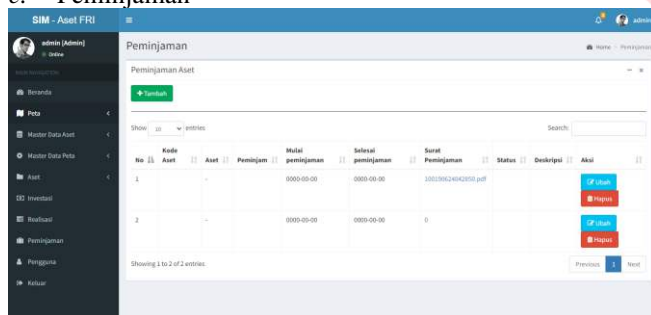 Peminjaman
SIM - Aset FRI
admin
admin [Admin]
Online
Peminjaman
Home - Peminjaman
Peminjaman Aset
+ Tambah
Beranda
Peta
Master Data Aset
Master Data Peta
Aset
Investasi
Realisasi
Peminjaman
Pengguna
Keluar
Show 10 entries
Search:
No Kode Aset Aset Peminjam Mulai peminjaman Selesai peminjaman Surat Peminjaman Status Deskripsi Aksi
1 - 0000-00-00 0000-00-00 Ubah
Hapus
2 - 0000-00-00 0000-00-00 0 Ubah
Hapus
Showing 1 to 2 of 2 entries
Previous 1 Next